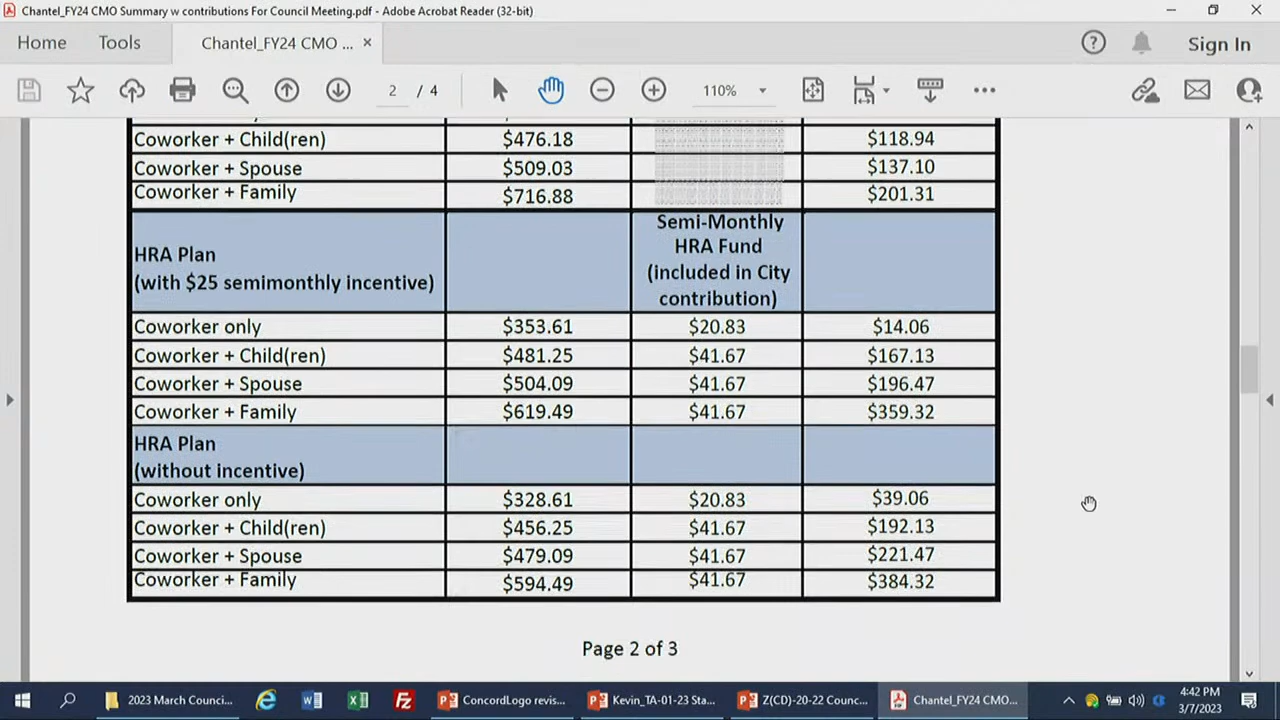 Chantel_FY24 CMO Summary w contributions For Council Meeting.pdf - Adobe Acrobat Reader (32-bit)
Home Tools Chantel_FY24 CMO ... × Sign In
2 / 4 110%
Coworker + Child(ren) $476.18 $118.94
Coworker + Spouse $509.03 $137.10
Coworker + Family $716.88 $201.31
HRA Plan
(with $25 semimonthly incentive)
Semi-Monthly
HRA Fund
(included in City
contribution)
Coworker only $353.61 $20.83 $14.06
Coworker + Child(ren) $481.25 $41.67 $167.13
Coworker + Spouse $504.09 $41.67 $196.47
Coworker + Family $619.49 $41.67 $359.32
HRA Plan
(without incentive)
Coworker only $328.61 $20.83 $39.06
Coworker + Child(ren) $456.25 $41.67 $192.13
Coworker + Spouse $479.09 $41.67 $221.47
Coworker + Family $594.49 $41.67 $384.32
Page 2 of 3
2023 March Counci... ConcordLogo revis... Kevin_TA-01-23 Sta... Z(CD)-20-22 Counc... Chantel_FY24 CMO...
4:42 PM
3/7/2023